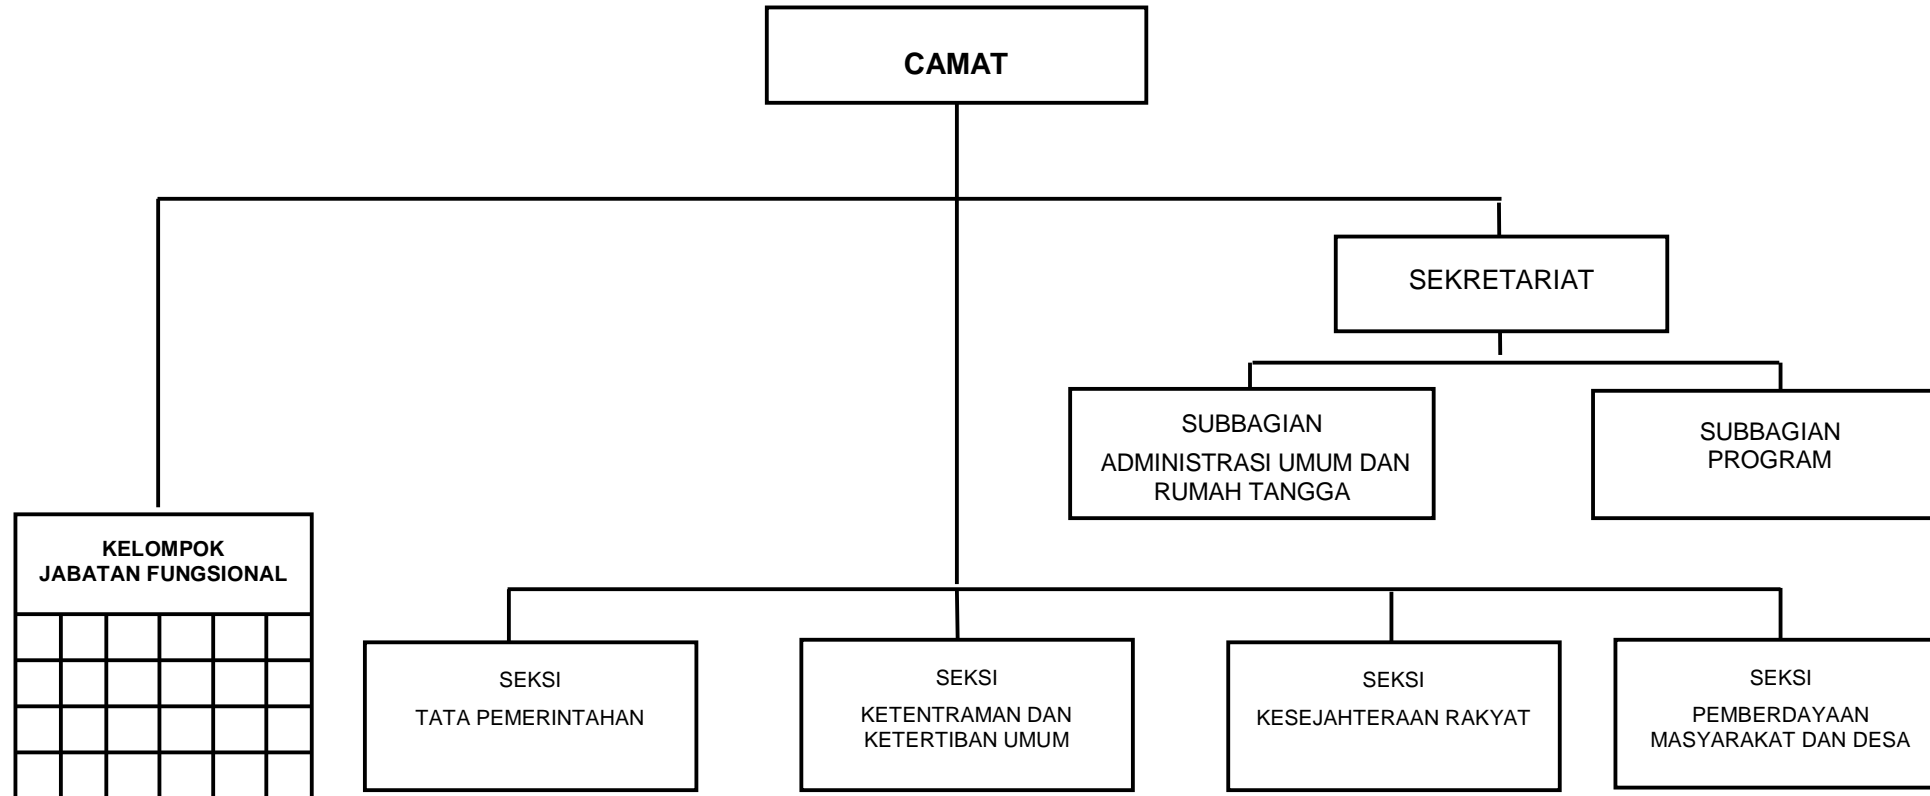 CAMAT
SEKRETARIAT
SUBBAGIAN
ADMINISTRASI UMUM DAN
RUMAH TANGGA
SUBBAGIAN
PROGRAM
KELOMPOK
JABATAN FUNGSIONAL
SEKSI
TATA PEMERINTAHAN
SEKSI
KETENTRAMAN DAN
KETERTIBAN UMUM
SEKSI
KESEJAHTERAAN RAKYAT
SEKSI
PEMBERDAYAAN
MASYARAKAT DAN DESA